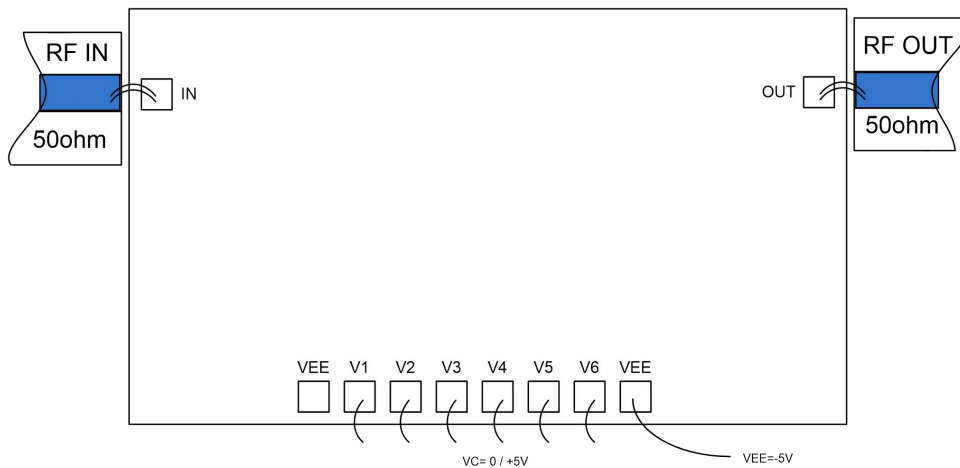 RF IN
RF OUT
IN
OUT
50ohm
50ohm
VEE V1 V2 V3 V4 V5 V6 VEE
VC= 0 / +5V
VEE=-5V